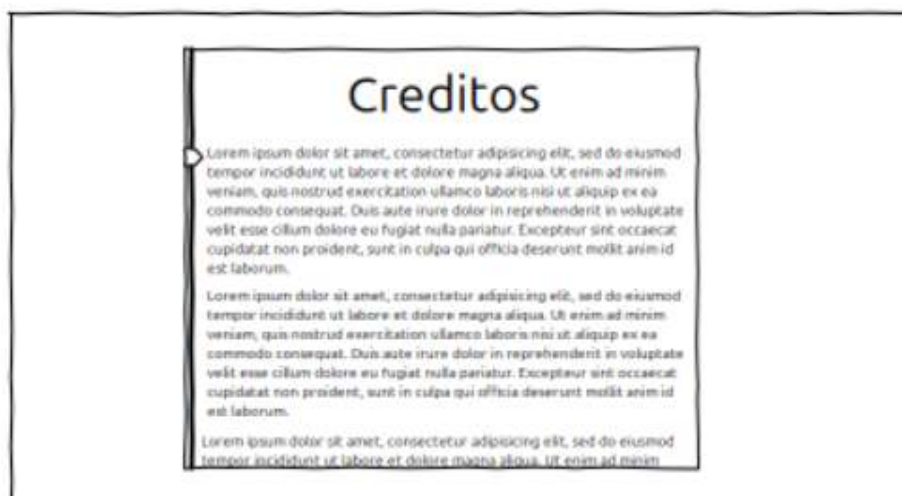 Creditos
Lorem ipsum dolor sit amet, consectetur adipisicing elit, sed do eiusmod
tempor incididunt ut labore et dolore magna aliqua. Ut enim ad minim
veniam, quis nostrud exercitation ullamco laboris nisi ut aliquip ex ea
commodo consequat. Duis aute irure dolor in reprehenderit in voluptate
velit esse cillum dolore eu fugiat nulla pariatur. Excepteur sint occaecat
cupidatat non proident, sunt in culpa qui officia deserunt mollit anim id
est laborum.
Lorem ipsum dolor sit amet, consectetur adipisicing elit, sed do eiusmod
tempor incididunt ut labore et dolore magna aliqua. Ut enim ad minim
veniam, quis nostrud exercitation ullamco laboris nisi ut aliquip ex ea
commodo consequat. Duis aute irure dolor in reprehenderit in voluptate
velit esse cillum dolore eu fugiat nulla pariatur. Excepteur sint occaecat
cupidatat non proident, sunt in culpa qui officia deserunt mollit anim id
est laborum.
Lorem ipsum dolor sit amet, consectetur adipisicing elit, sed do eiusmod
tempor incididunt ut labore et dolore magna aliqua. Ut enim ad minim